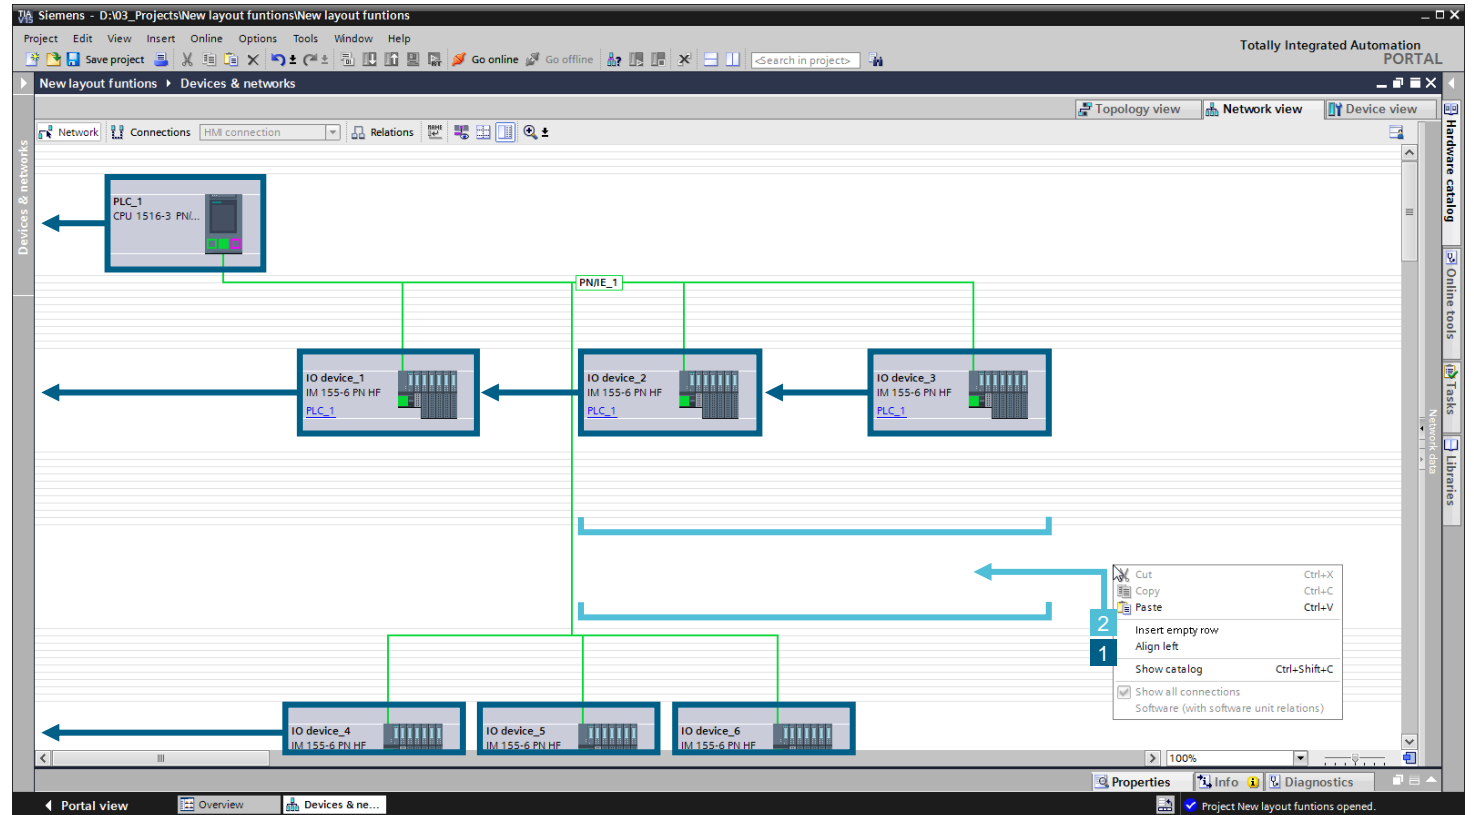 Siemens - D:\03_Projects\New layout funtions\New layout funtions
Project Edit View Insert Online Options Tools Window Help
Totally Integrated Automation
PORTAL
Save project Go online Go offline <Search in project>
New layout funtions Devices & networks
Topology view Network view Device view
Network Connections HMI connection Relations
Devices & networks
PLC_1
CPU 1516-3 PN/...
PN/IE_1
IO device_1
IM 155-6 PN HF
PLC_1
IO device_2
IM 155-6 PN HF
PLC_1
IO device_3
IM 155-6 PN HF
PLC_1
Cut Ctrl+X
Copy Ctrl+C
Paste Ctrl+V
2
Insert empty row
1
Align left
Show catalog Ctrl+Shift+C
Show all connections
Software (with software unit relations)
IO device_4
IM 155-6 PN HF
IO device_5
IM 155-6 PN HF
IO device_6
IM 155-6 PN HF
100%
Network data
Hardware catalog
Online tools
Tasks
Libraries
Properties Info Diagnostics
Portal view Overview Devices & ne...
Project New layout funtions opened.